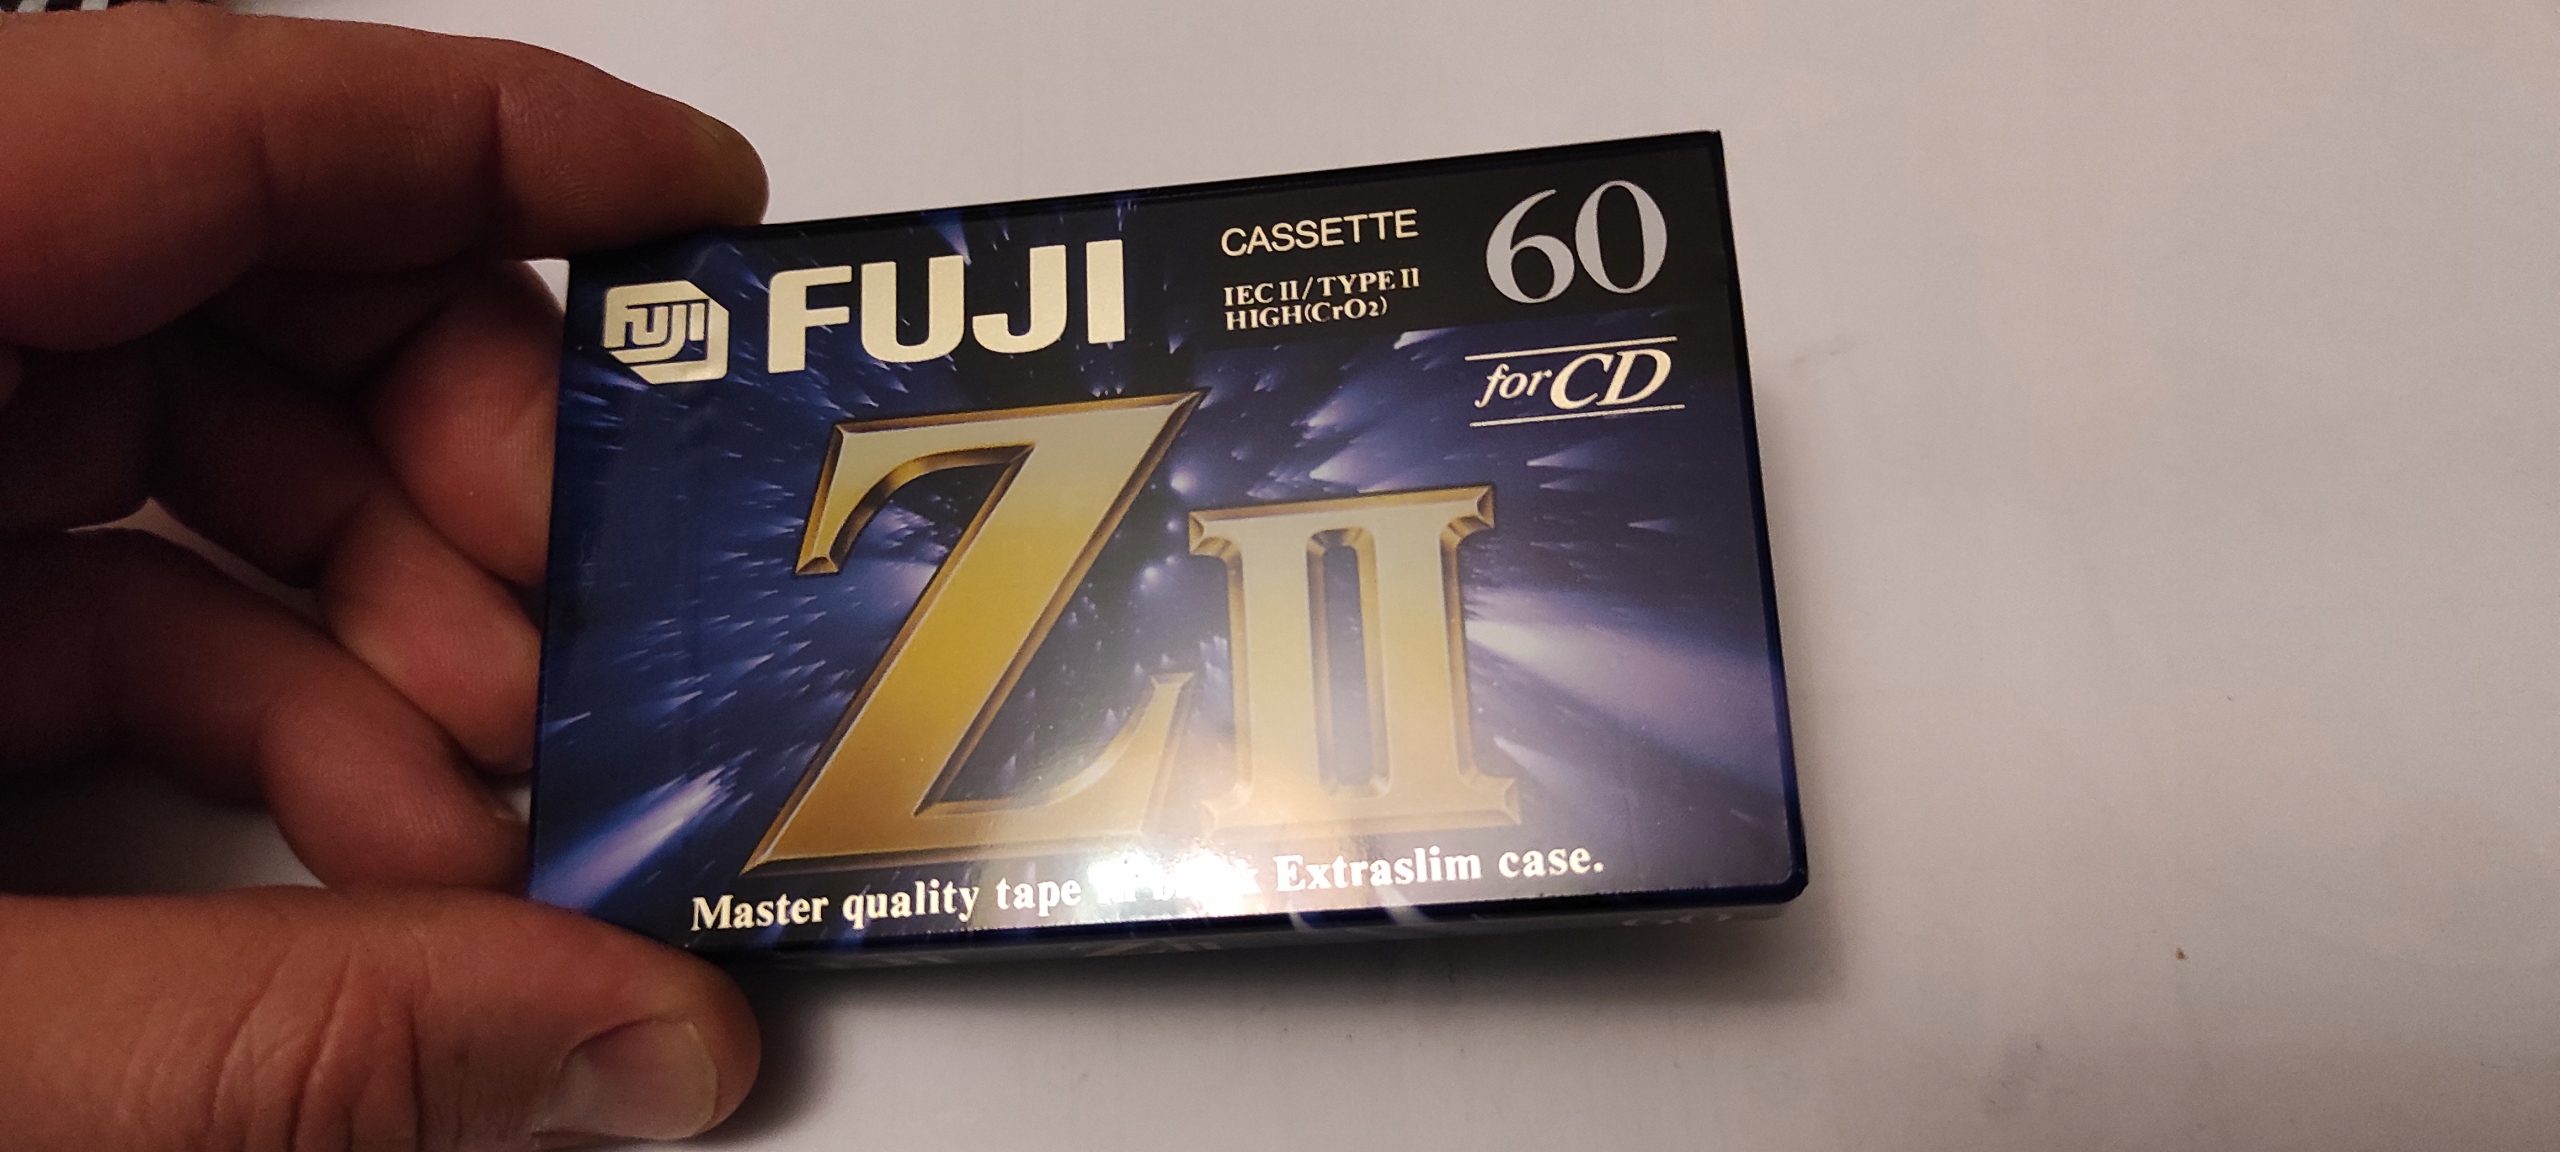 FUJI
FUJI
CASSETTE
IEC II/TYPE II
HIGH(CrO2)
60
for CD
Z II
Master quality tape Extraslim case.